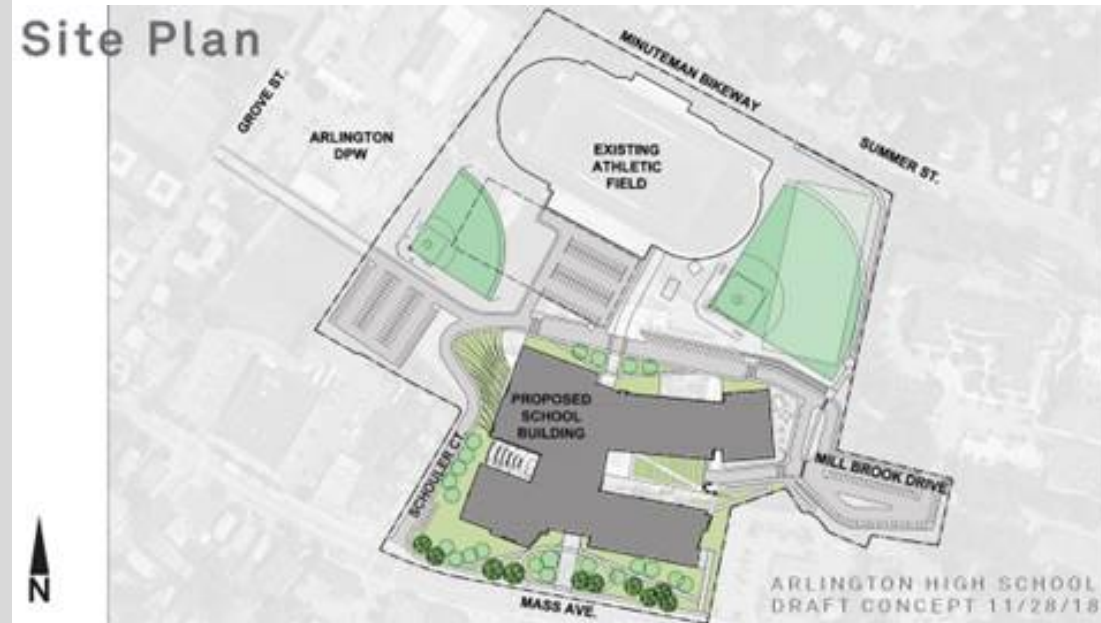 Site Plan
MINUTEMAN BIKEWAY
GROVE ST.
ARLINGTON
DPW
EXISTING
ATHLETIC
FIELD
SUMMER ST.
PROPOSED
SCHOOL
BUILDING
SCHOULER CT
MILL BROOK DRIVE
MASS AVE.
N
ARLINGTON HIGH SCHOOL
DRAFT CONCEPT 11/28/18